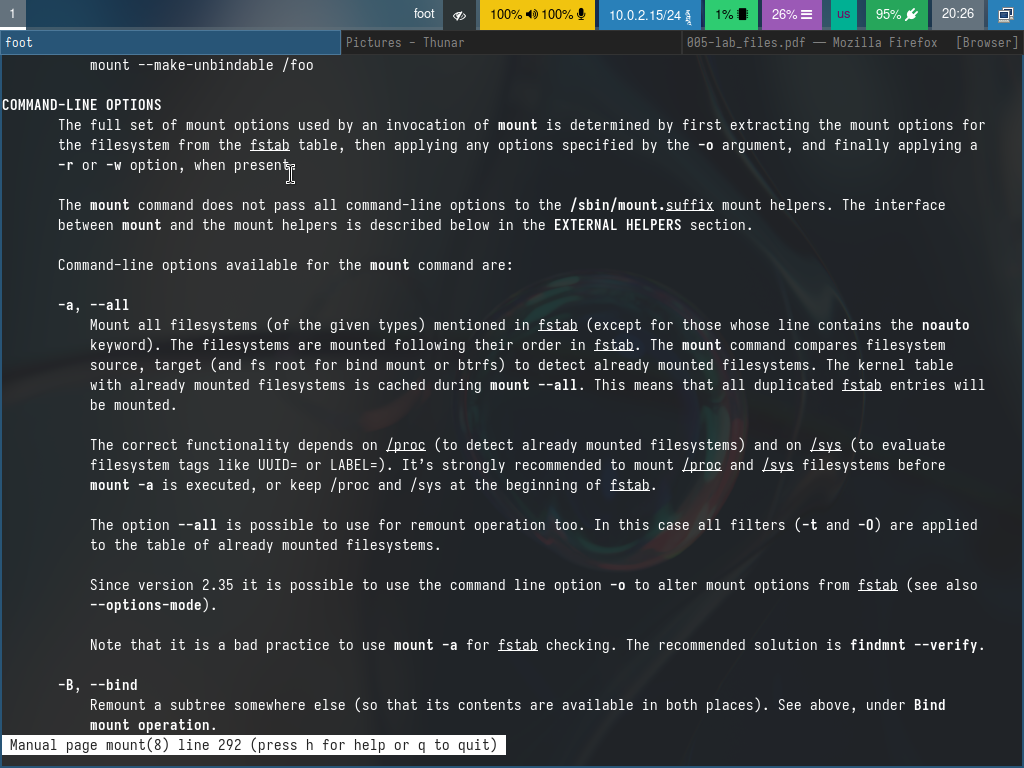 1 foot 100% 100% 10.0.2.15/24 1% 26% us 95% 20:26
foot Pictures - Thunar 005-lab_files.pdf — Mozilla Firefox [Browser]
mount --make-unbindable /foo
COMMAND-LINE OPTIONS
The full set of mount options used by an invocation of mount is determined by first extracting the mount options for
the filesystem from the fstab table, then applying any options specified by the -o argument, and finally applying a
-r or -w option, when present.
The mount command does not pass all command-line options to the /sbin/mount.suffix mount helpers. The interface
between mount and the mount helpers is described below in the EXTERNAL HELPERS section.
Command-line options available for the mount command are:
-a, --all
Mount all filesystems (of the given types) mentioned in fstab (except for those whose line contains the noauto
keyword). The filesystems are mounted following their order in fstab. The mount command compares filesystem
source, target (and fs root for bind mount or btrfs) to detect already mounted filesystems. The kernel table
with already mounted filesystems is cached during mount --all. This means that all duplicated fstab entries will
be mounted.
The correct functionality depends on /proc (to detect already mounted filesystems) and on /sys (to evaluate
filesystem tags like UUID= or LABEL=). It’s strongly recommended to mount /proc and /sys filesystems before
mount -a is executed, or keep /proc and /sys at the beginning of fstab.
The option --all is possible to use for remount operation too. In this case all filters (-t and -O) are applied
to the table of already mounted filesystems.
Since version 2.35 it is possible to use the command line option -o to alter mount options from fstab (see also
--options-mode).
Note that it is a bad practice to use mount -a for fstab checking. The recommended solution is findmnt --verify.
-B, --bind
Remount a subtree somewhere else (so that its contents are available in both places). See above, under Bind
mount operation.
Manual page mount(8) line 292 (press h for help or q to quit)